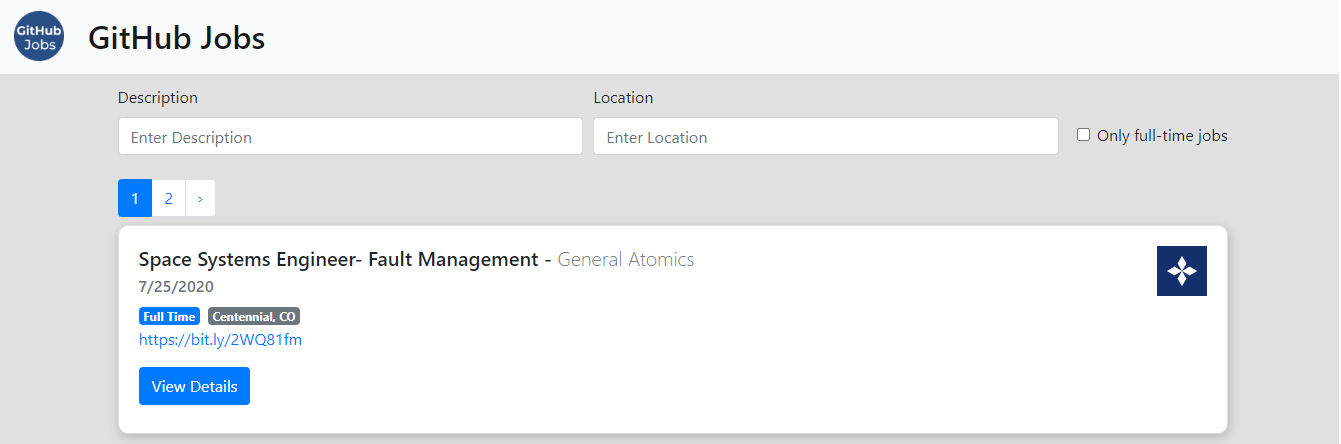 GitHub
Jobs
GitHub Jobs
Description
Location
Enter Description
Enter Location
Only full-time jobs
1 2 ›
Space Systems Engineer- Fault Management - General Atomics
7/25/2020
Full Time Centennial, CO
https://bit.ly/2WQ81fm
View Details